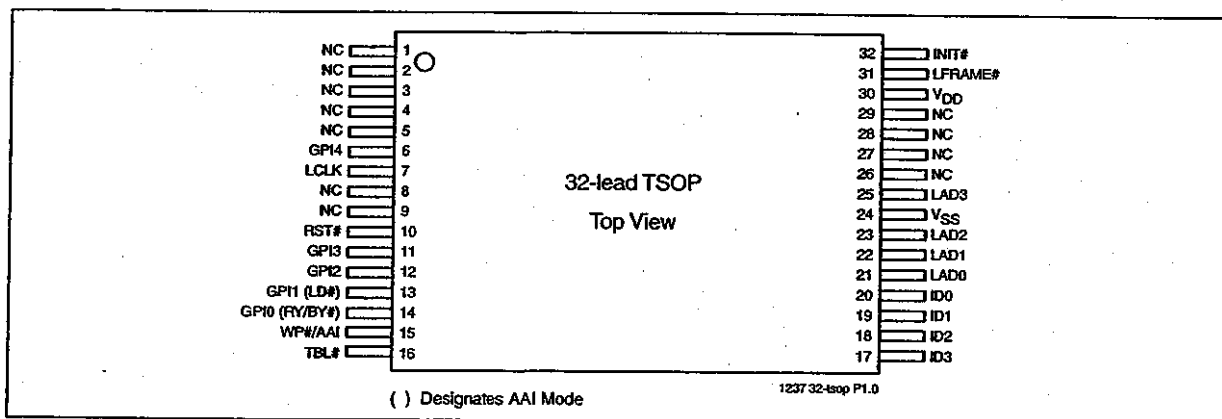 NC 1
NC 2
NC 3
NC 4
NC 5
GPI4 6
LCLK 7
NC 8
NC 9
RST# 10
GPI3 11
GPI2 12
GPI1 (LD#) 13
GPI0 (RY/BY#) 14
WP#/AAI 15
TBL# 16
32-lead TSOP
Top View
32 INIT#
31 LFRAME#
30 VDD
29 NC
28 NC
27 NC
26 NC
25 LAD3
24 VSS
23 LAD2
22 LAD1
21 LAD0
20 ID0
19 ID1
18 ID2
17 ID3
1237 32-tsop P1.0
( ) Designates AAI Mode